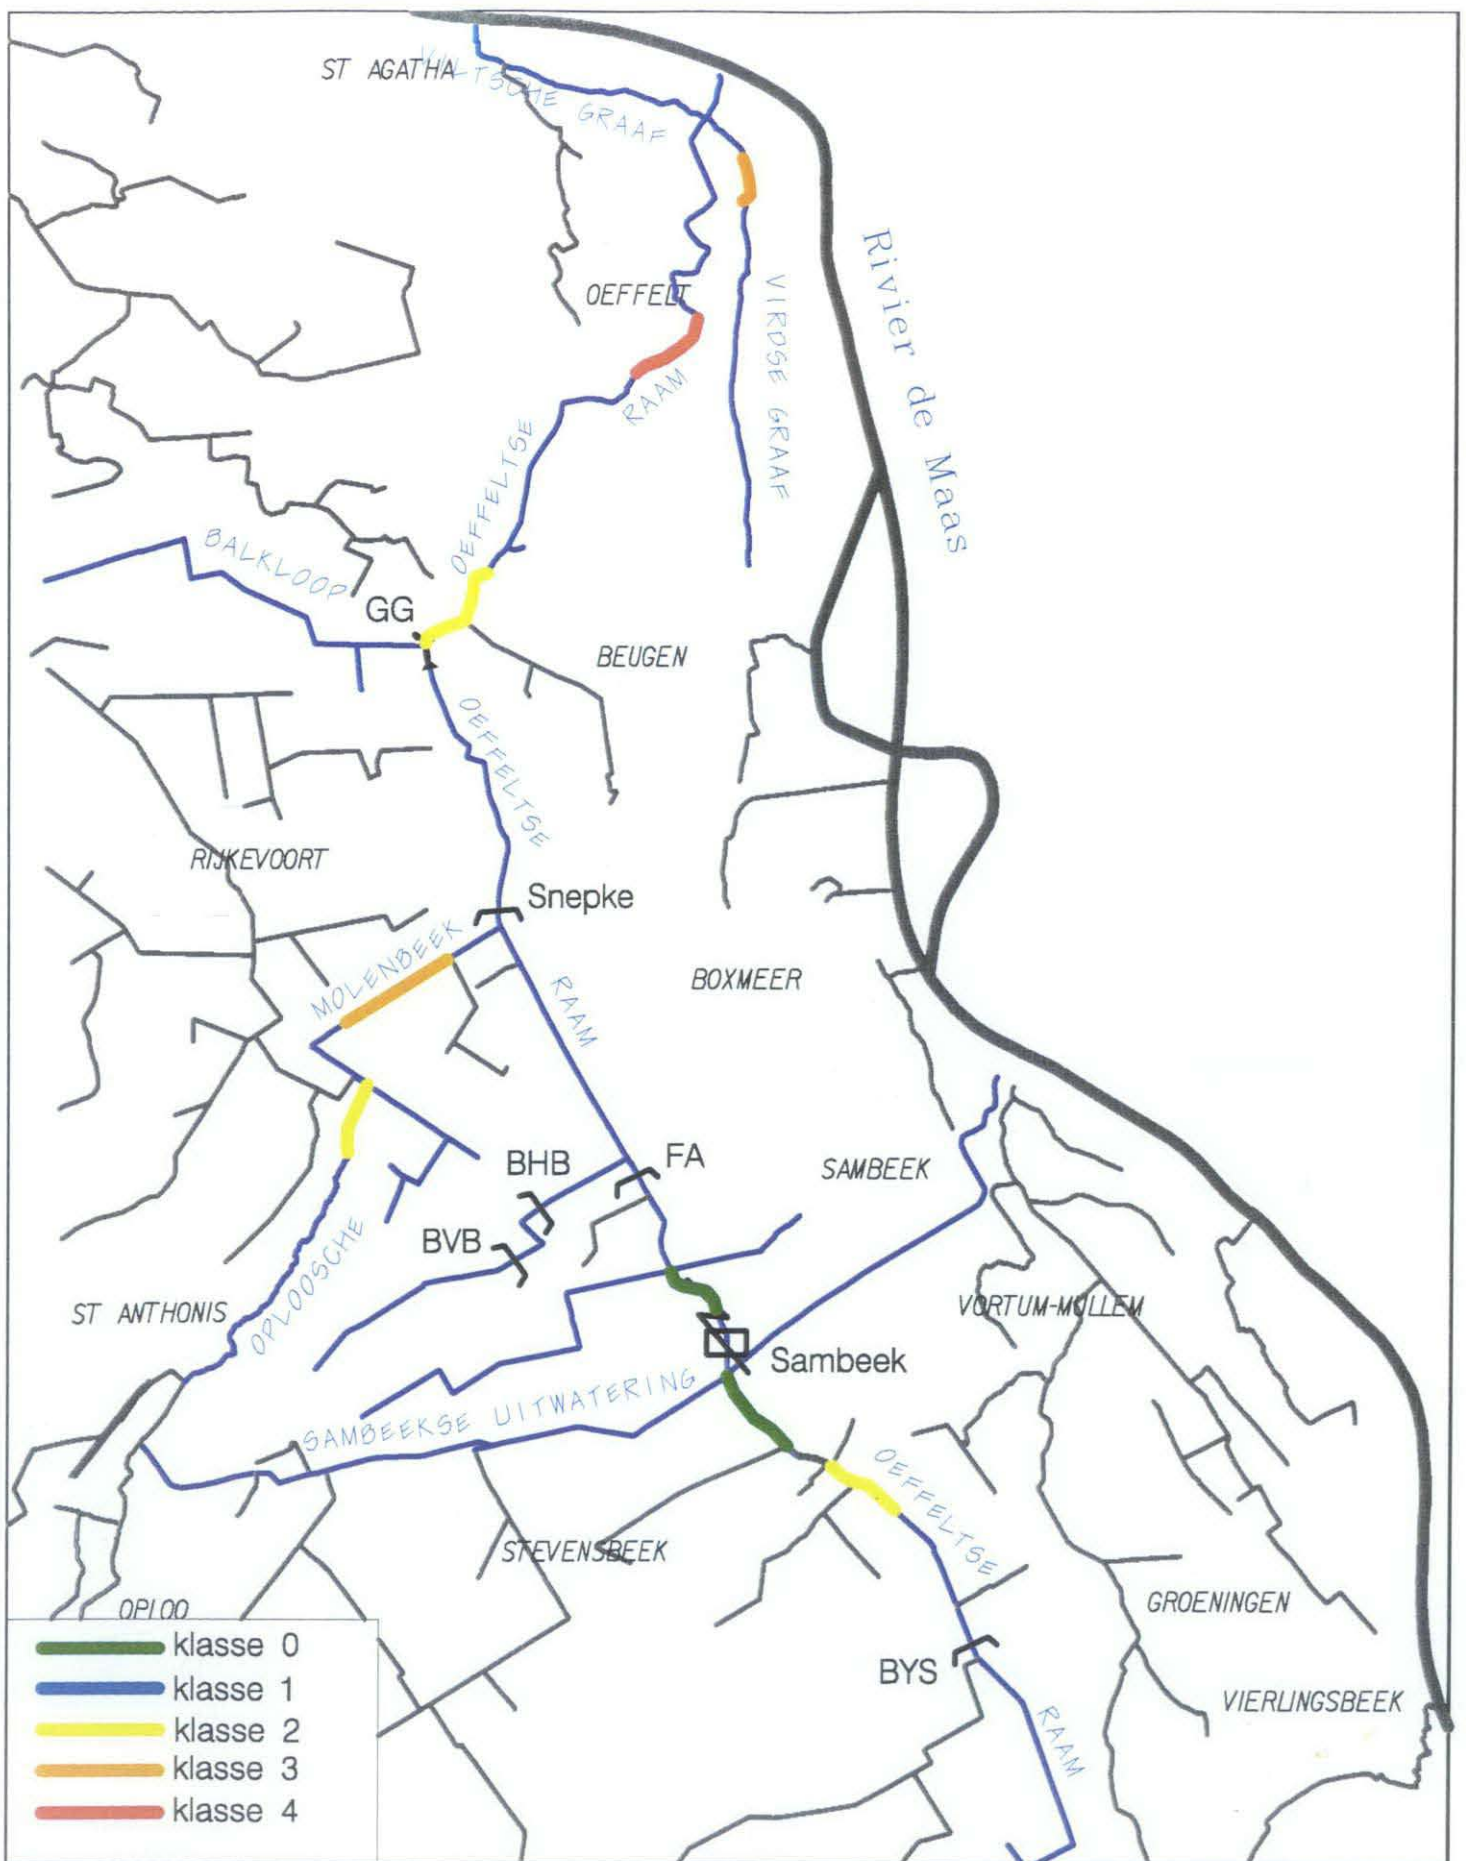 ST AGATHA
VILTSCHE GRAAF
Rivier de Maas
OEFFELT
VIRDSE GRAAF
RAAM
OEFFELTSE
BALKLOOP
GG
BEUGEN
OEFFELTSE
RIJKEVOORT
Snepke
MOLENBEEK
BOXMEER
RAAM
BHB
FA
SAMBEEK
BVB
OPLOOSCHE
ST ANTHONIS
VORTUM-MULLEM
Sambeek
SAMBEEKSE UITWATERING
OEFFELTSE
STEVENSBEEK
OPLOO
GROENINGEN
BYS
VIERLINGSBEEK
RAAM
klasse 0
klasse 1
klasse 2
klasse 3
klasse 4